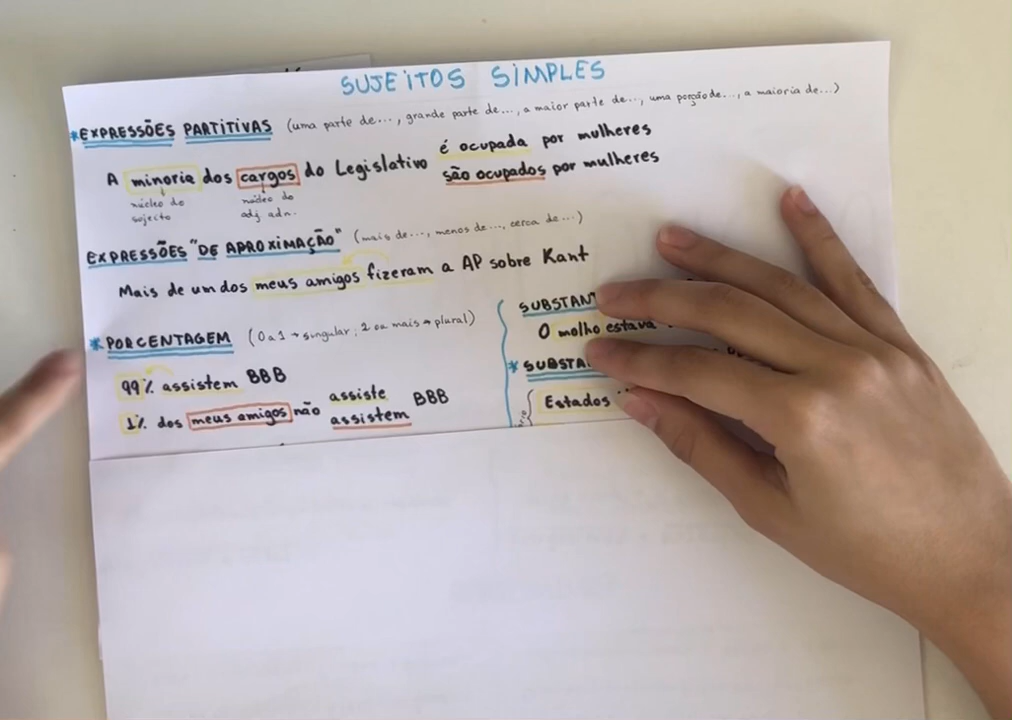 SUJEITOS SIMPLES
*EXPRESSÕES PARTITIVAS (uma parte de..., grande parte de..., a maior parte de..., uma porção de..., a maioria de...)
A minoria dos cargos do Legislativo é ocupada por mulheres
são ocupados por mulheres
núcleo do sujeito
núcleo do adj. adn.
EXPRESSÕES "DE APROXIMAÇÃO" (mais de..., menos de..., cerca de...)
Mais de um dos meus amigos fizeram a AP sobre Kant
*PORCENTAGEM (0 a 1 → singular; 2 ou mais → plural)
99% assistem BBB
1% dos meus amigos não assiste BBB
assistem
SUBSTANT
O molho estava
*SUBSTA
Estados